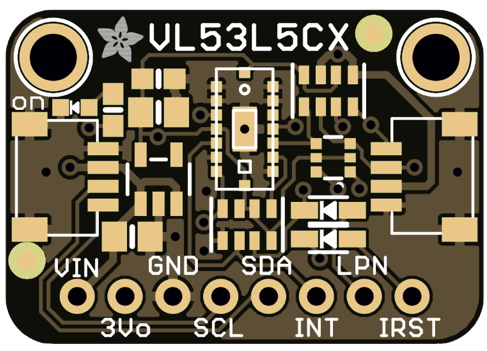 VL53L5CX
on
VIN GND SDA LPN
3Vo SCL INT IRST